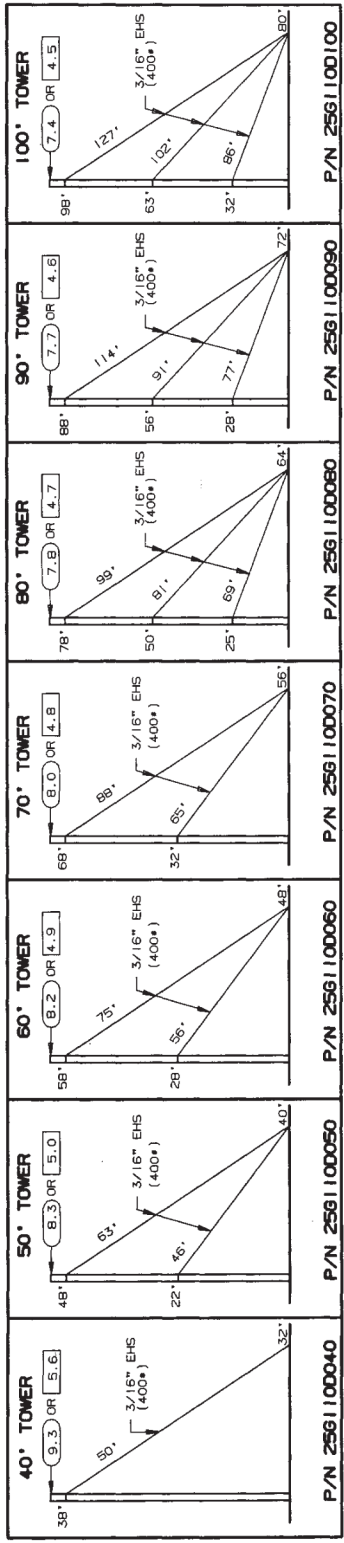 40' TOWER
9.3 OR 5.6
38'
3/16" EHS
(400#)
50'
32'
P/N 25G110D040
50' TOWER
8.3 OR 5.0
48'
3/16" EHS
(400#)
63'
22'
46'
40'
P/N 25G110D050
60' TOWER
8.2 OR 4.9
58'
3/16" EHS
(400#)
75'
28'
56'
48'
P/N 25G110D060
70' TOWER
8.0 OR 4.8
68'
3/16" EHS
(400#)
88'
32'
65'
56'
P/N 25G110D070
80' TOWER
7.8 OR 4.7
78'
3/16" EHS
(400#)
99'
50'
81'
25'
69'
64'
P/N 25G110D080
90' TOWER
7.7 OR 4.6
88'
3/16" EHS
(400#)
114'
56'
91'
28'
77'
72'
P/N 25G110D090
100' TOWER
7.4 OR 4.5
98'
3/16" EHS
(400#)
127'
63'
102'
32'
86'
80'
P/N 25G110D100